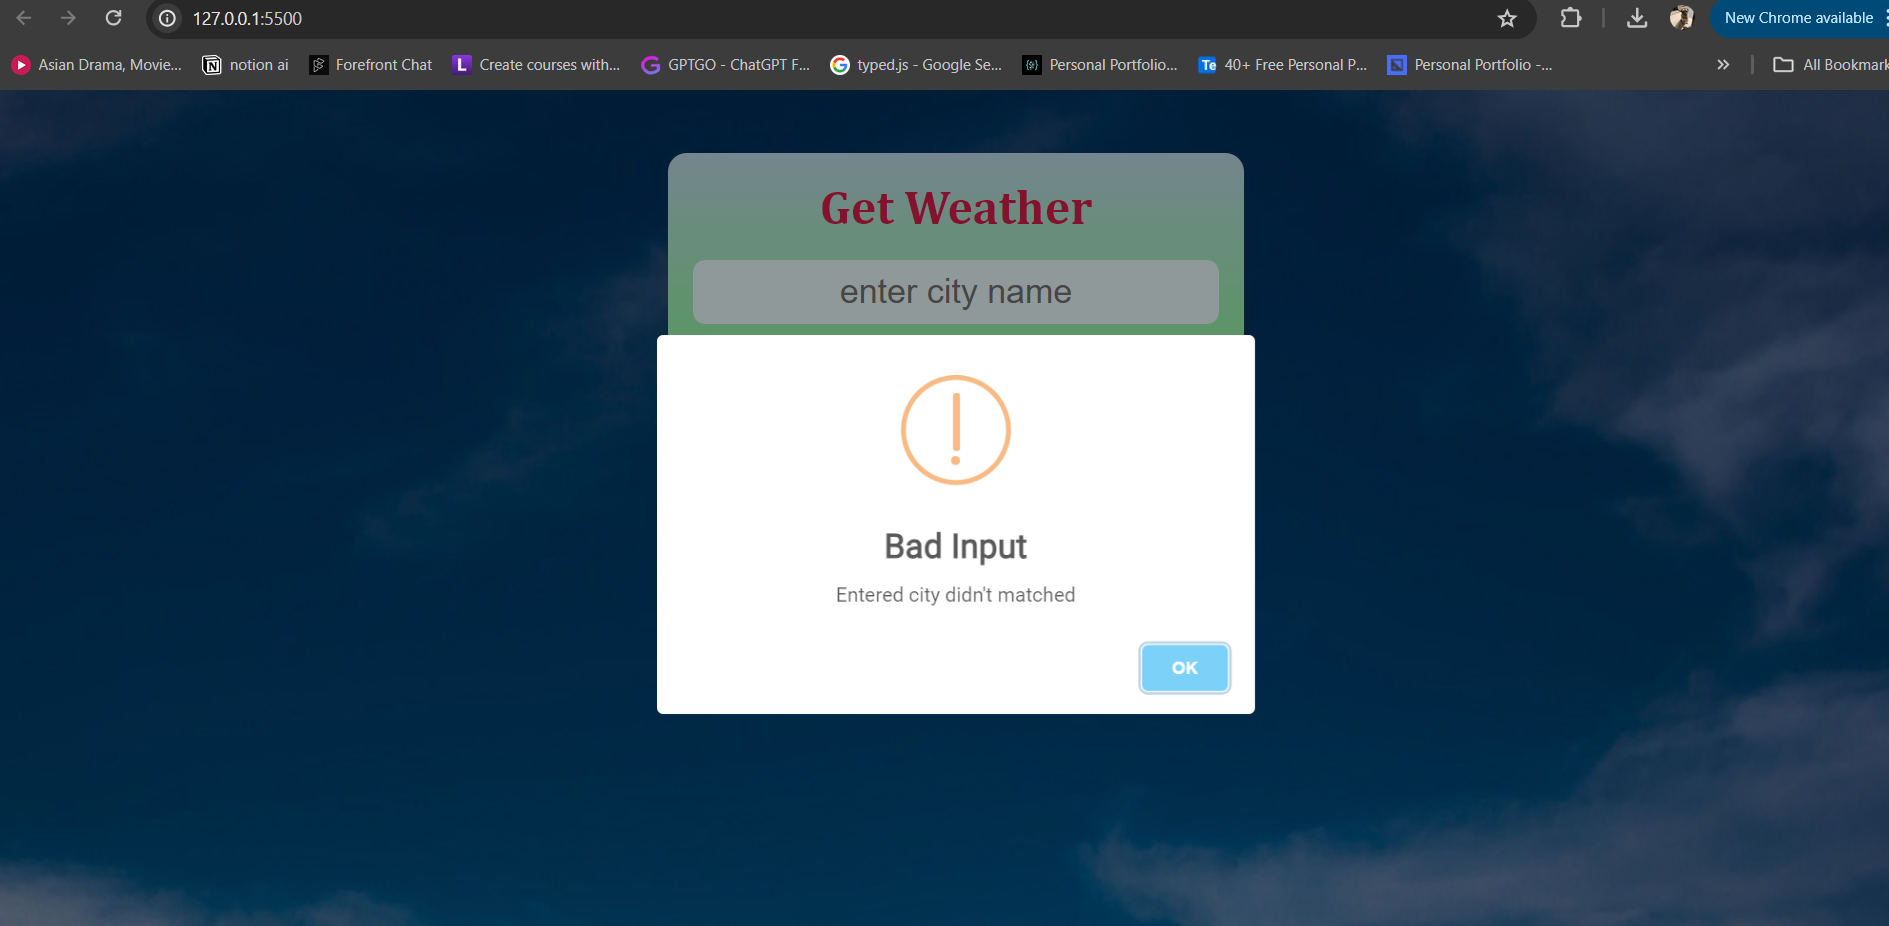 127.0.0.1:5500
New Chrome available
Asian Drama, Movie...
notion ai
Forefront Chat
L
Create courses with...
GPTGO - ChatGPT F...
typed.js - Google Se...
Personal Portfolio...
Te
40+ Free Personal P...
Personal Portfolio -...
All Bookmark
Get Weather
enter city name
Bad Input
Entered city didn't matched
OK